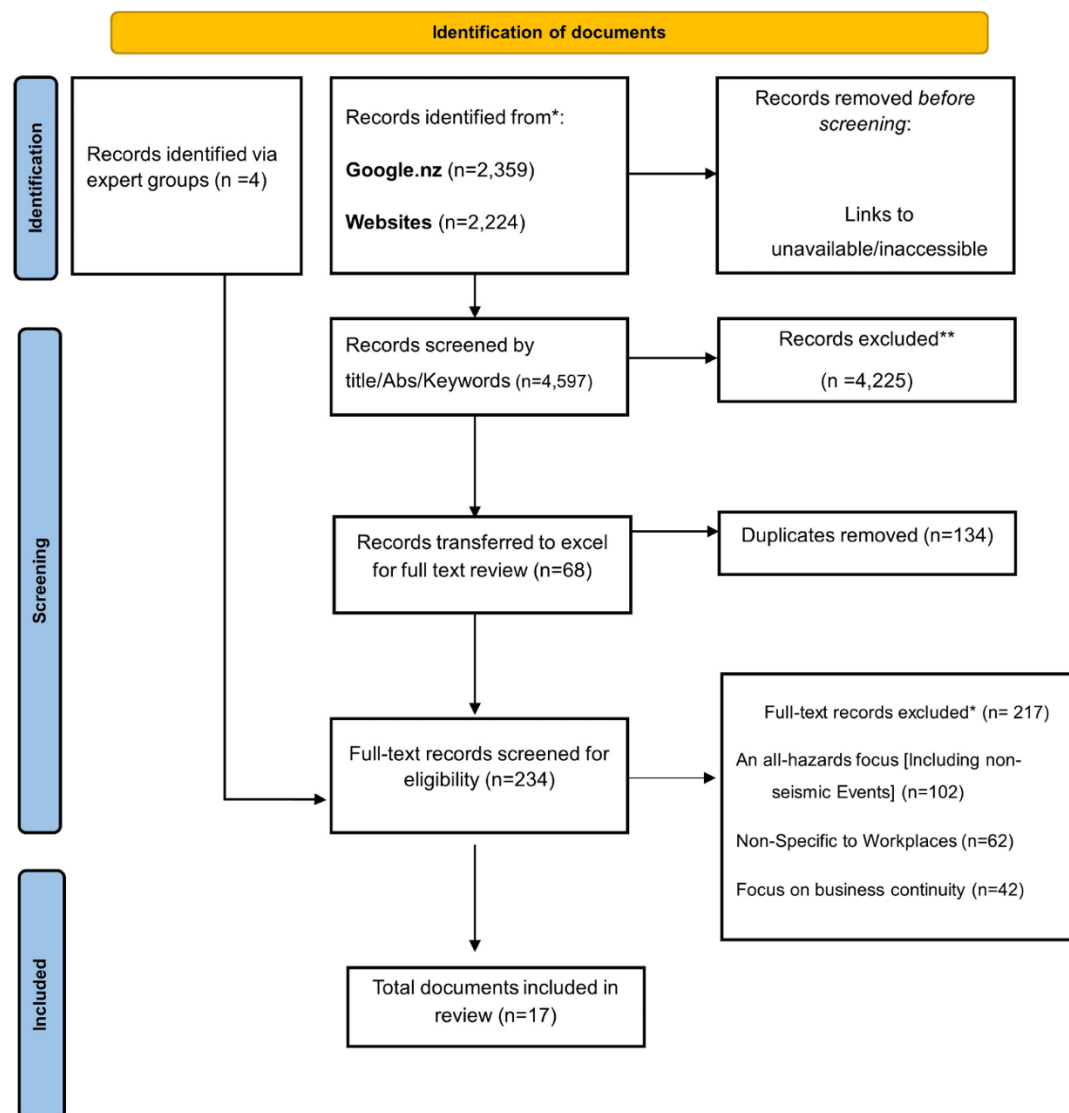 Identification of documents
Identification
Records identified via
expert groups (n =4)
Records identified from*:
Google.nz (n=2,359)
Websites (n=2,224)
Records removed before
screening:
Links to
unavailable/inaccessible
Screening
Records screened by
title/Abs/Keywords (n=4,597)
Records excluded**
(n =4,225)
Records transferred to excel
for full text review (n=68)
Duplicates removed (n=134)
Full-text records screened for
eligibility (n=234)
Full-text records excluded* (n= 217)
An all-hazards focus [Including non-
seismic Events] (n=102)
Non-Specific to Workplaces (n=62)
Focus on business continuity (n=42)
Included
Total documents included in
review (n=17)